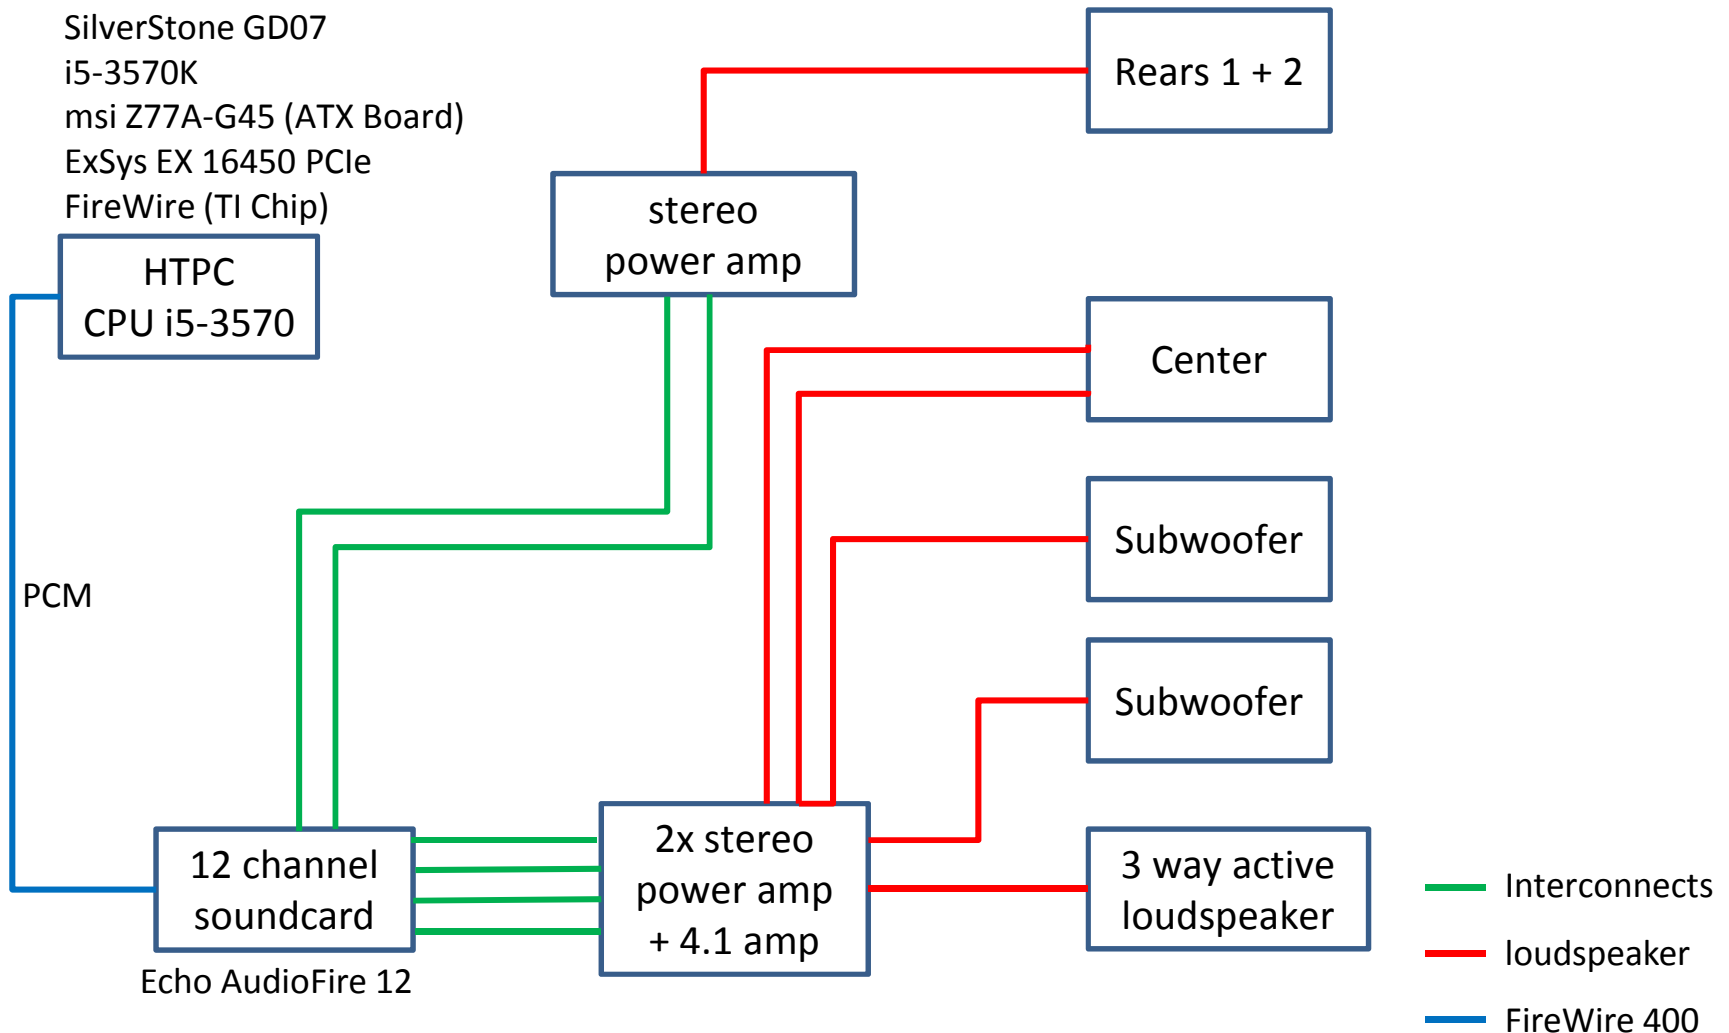 SilverStone GD07
i5-3570K
msi Z77A-G45 (ATX Board)
ExSys EX 16450 PCIe
FireWire (TI Chip)
HTPC
CPU i5-3570
stereo
power amp
Rears 1 + 2
Center
Subwoofer
PCM
Subwoofer
12 channel
soundcard
Echo AudioFire 12
2x stereo
power amp
+ 4.1 amp
3 way active
loudspeaker
Interconnects
loudspeaker
FireWire 400